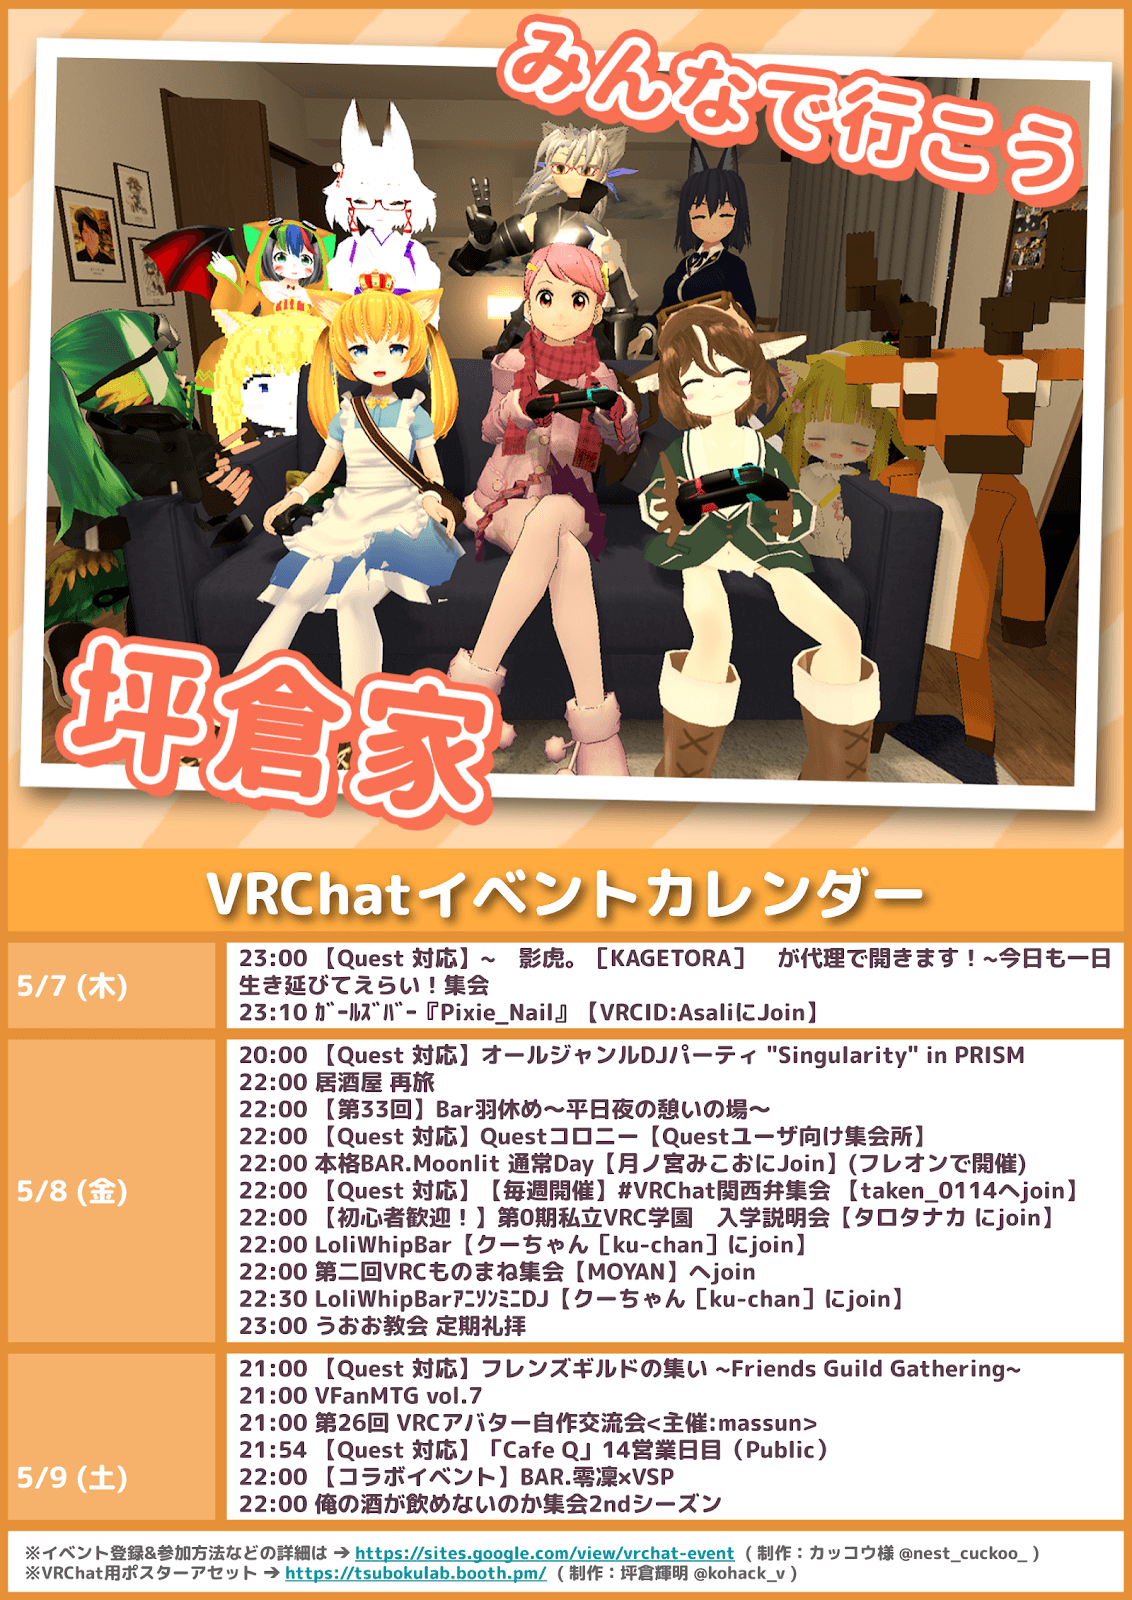 みんなで行こう
坪倉家
VRChatイベントカレンダー
5/7 (木)
23:00 【Quest 対応】~　影虎。［KAGETORA］　が代理で開きます！~今日も一日
生き延びてえらい！集会
23:10 ｶﾞｰﾙｽﾞﾊﾞｰ『Pixie_Nail』【VRCID:AsaliにJoin】
5/8 (金)
20:00 【Quest 対応】オールジャンルDJパーティ "Singularity" in PRISM
22:00 居酒屋 再旅
22:00 【第33回】Bar羽休め～平日夜の憩いの場～
22:00 【Quest 対応】Questコロニー【Questユーザ向け集会所】
22:00 本格BAR.Moonlit 通常Day【月ノ宮みこおにJoin】(フレオンで開催)
22:00 【Quest 対応】【毎週開催】#VRChat関西弁集会 【taken_0114へjoin】
22:00 【初心者歓迎！】第0期私立VRC学園　入学説明会【タロタナカ にjoin】
22:00 LoliWhipBar【クーちゃん［ku-chan］にjoin】
22:00 第二回VRCものまね集会【MOYAN】へjoin
22:30 LoliWhipBarｱﾆｿﾝﾐﾆDJ【クーちゃん［ku-chan］にjoin】
23:00 うおお教会 定期礼拝
5/9 (土)
21:00 【Quest 対応】フレンズギルドの集い ~Friends Guild Gathering~
21:00 VFanMTG vol.7
21:00 第26回 VRCアバター自作交流会<主催:massun>
21:54 【Quest 対応】「Cafe Q」14営業日目（Public）
22:00 【コラボイベント】BAR.零凜×VSP
22:00 俺の酒が飲めないのか集会2ndシーズン
※イベント登録&参加方法などの詳細は → https://sites.google.com/view/vrchat-event （制作：カッコウ様 @nest_cuckoo_ ）
※VRChat用ポスターアセット → https://tsubokulab.booth.pm/ （制作：坪倉輝明 @kohack_v ）